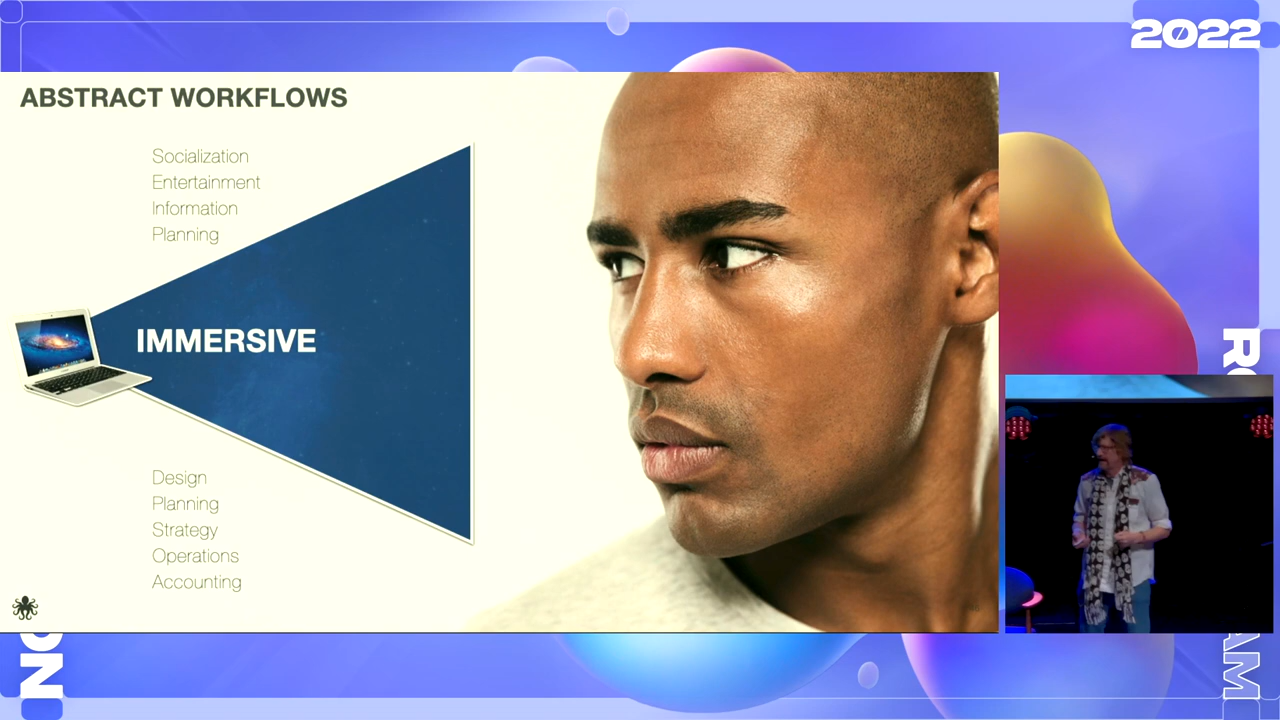 2022
ABSTRACT WORKFLOWS
Socialization
Entertainment
Information
Planning
IMMERSIVE
Design
Planning
Strategy
Operations
Accounting